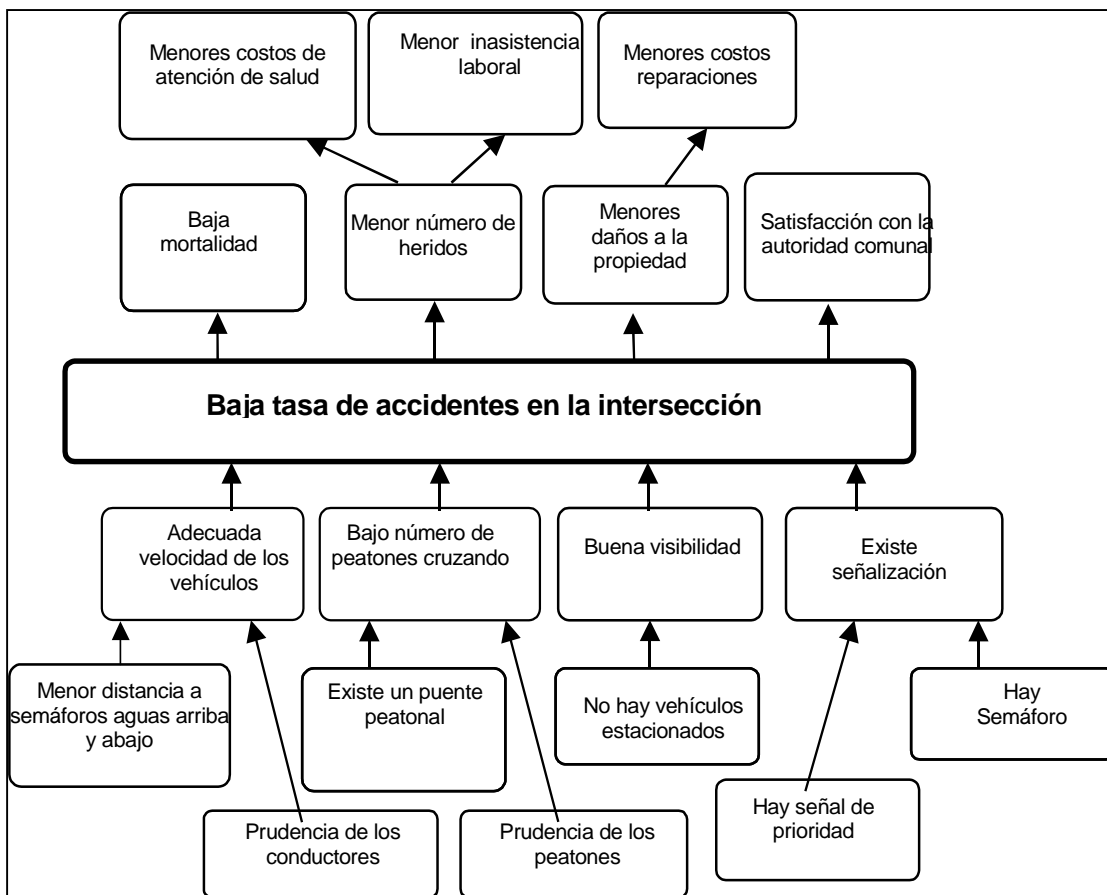 Menores costos de
atención de salud
Menor inasistencia
laboral
Menores costos
reparaciones
Baja
mortalidad
Menor número de
heridos
Menores
daños a la
propiedad
Satisfacción con la
autoridad comunal
Baja tasa de accidentes en la intersección
Adecuada
velocidad de los
vehículos
Bajo número de
peatones cruzando
Buena visibilidad
Existe
señalización
Menor distancia a
semáforos aguas arriba
y abajo
Existe un puente
peatonal
No hay vehículos
estacionados
Hay
Semáforo
Prudencia de los
conductores
Prudencia de los
peatones
Hay señal de
prioridad